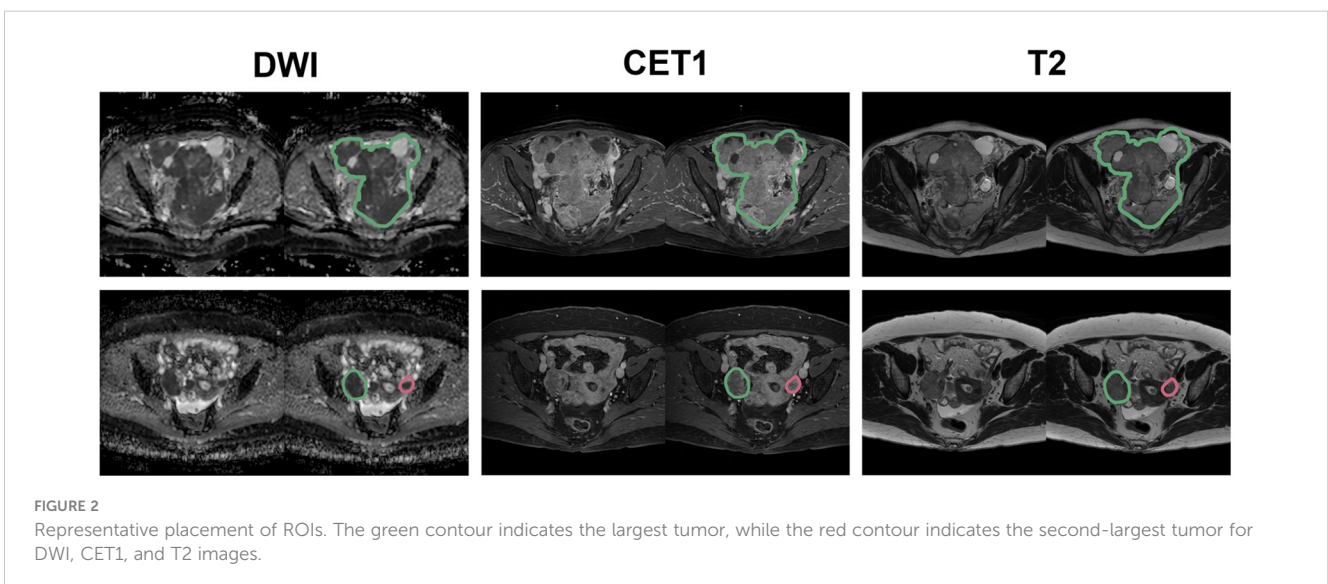 DWI
CET1
T2
FIGURE 2
Representative placement of ROIs. The green contour indicates the largest tumor, while the red contour indicates the second-largest tumor for
DWI, CET1, and T2 images.